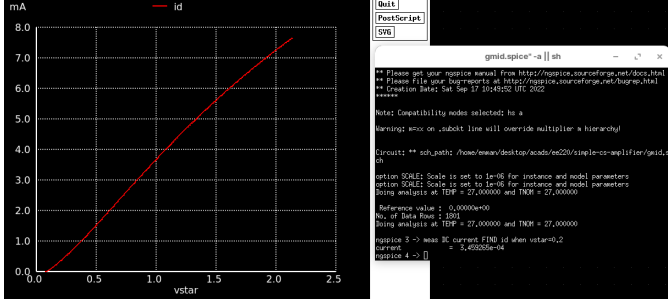 mA
id
8.0
7.0
6.0
5.0
4.0
3.0
2.0
1.0
0.0
0.0 0.5 1.0 1.5 2.0 2.5
vstar
Quit
PostScript
SVG
gmid.spice" -a || sh
** Please get your ngspice manual from http://ngspice.sourceforge.net/docs.html
** Please file your bug-reports at http://ngspice.sourceforge.net/bugrep.html
** Creation Date: Sat Sep 17 10:49:52 UTC 2022
******
Note: Compatibility modes selected: hs a
Warning: m=xx on .subckt line will override multiplier m hierarchy!
Circuit: ** sch_path: /home/emman/desktop/acads/ee220/simple-cs-amplifier/gmid.s
ch
option SCALE: Scale is set to 1e-06 for instance and model parameters
option SCALE: Scale is set to 1e-06 for instance and model parameters
Doing analysis at TEMP = 27.000000 and TNOM = 27.000000
Reference value : 0.00000e+00
No. of Data Rows : 1801
Doing analysis at TEMP = 27.000000 and TNOM = 27.000000
ngspice 3 -> meas DC current FIND id when vstar=0.2
current = 3.459265e-04
ngspice 4 ->